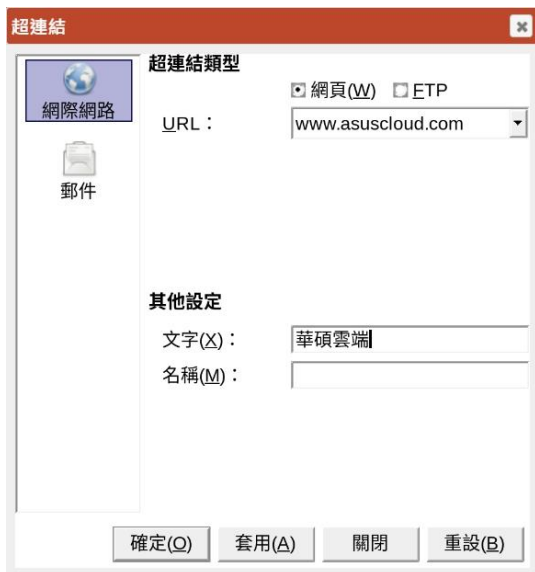 超連結
網際網路
郵件
超連結類型
網頁(W) FTP
URL： www.asuscloud.com
其他設定
文字(X)： 華碩雲端
名稱(M)：
確定(O) 套用(A) 關閉 重設(B)